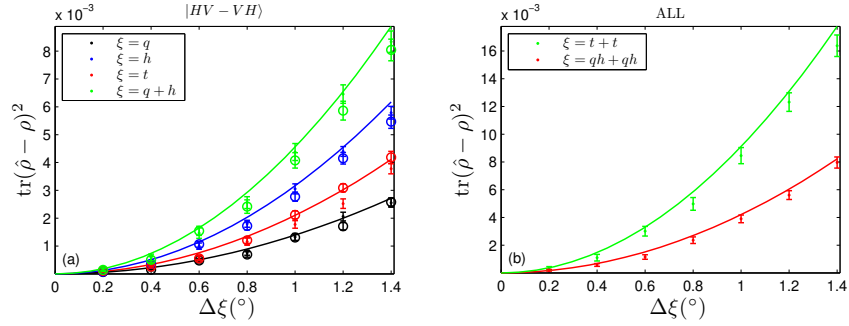 × 10⁻³ |HV − VH⟩
8
7
6
5
4
3
2
1
tr(ρ̂ − ρ)²
ξ = q
ξ = h
ξ = t
ξ = q + h
(a)
0 0.2 0.4 0.6 0.8 1 1.2 1.4
Δξ(°)
× 10⁻³ ALL
16
14
12
10
8
6
4
2
0
tr(ρ̂ − ρ)²
ξ = t + t
ξ = qh + qh
(b)
0 0.2 0.4 0.6 0.8 1 1.2 1.4
Δξ(°)